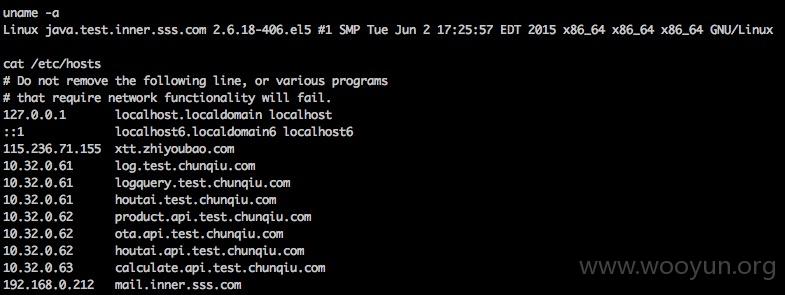 uname -a
Linux java.test.inner.sss.com 2.6.18-406.el5 #1 SMP Tue Jun 2 17:25:57 EDT 2015 x86_64 x86_64 x86_64 GNU/Linux
cat /etc/hosts
# Do not remove the following line, or various programs
# that require network functionality will fail.
127.0.0.1 localhost.localdomain localhost
::1 localhost6.localdomain6 localhost6
115.236.71.155 xtt.zhiyoubao.com
10.32.0.61 log.test.chunqiu.com
10.32.0.61 logquery.test.chunqiu.com
10.32.0.61 houtai.test.chunqiu.com
10.32.0.62 product.api.test.chunqiu.com
10.32.0.62 ota.api.test.chunqiu.com
10.32.0.62 houtai.api.test.chunqiu.com
10.32.0.63 calculate.api.test.chunqiu.com
192.168.0.212 mail.inner.sss.com
www.wooyun.org